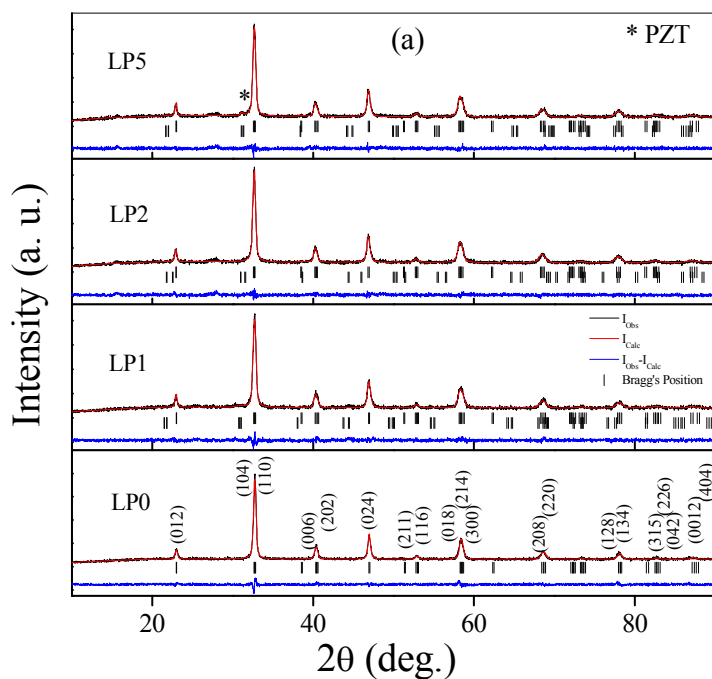 (a)
* PZT
LP5
*
LP2
LP1
I_Obs
I_Calc
I_Obs-I_Calc
Bragg's Position
LP0
(012)
(104)
(110)
(006)
(202)
(024)
(211)
(116)
(018)
(214)
(300)
(208)
(220)
(128)
(134)
(315)
(226)
(042)
(0012)
(404)
20
40
60
80
2θ (deg.)
Intensity (a. u.)